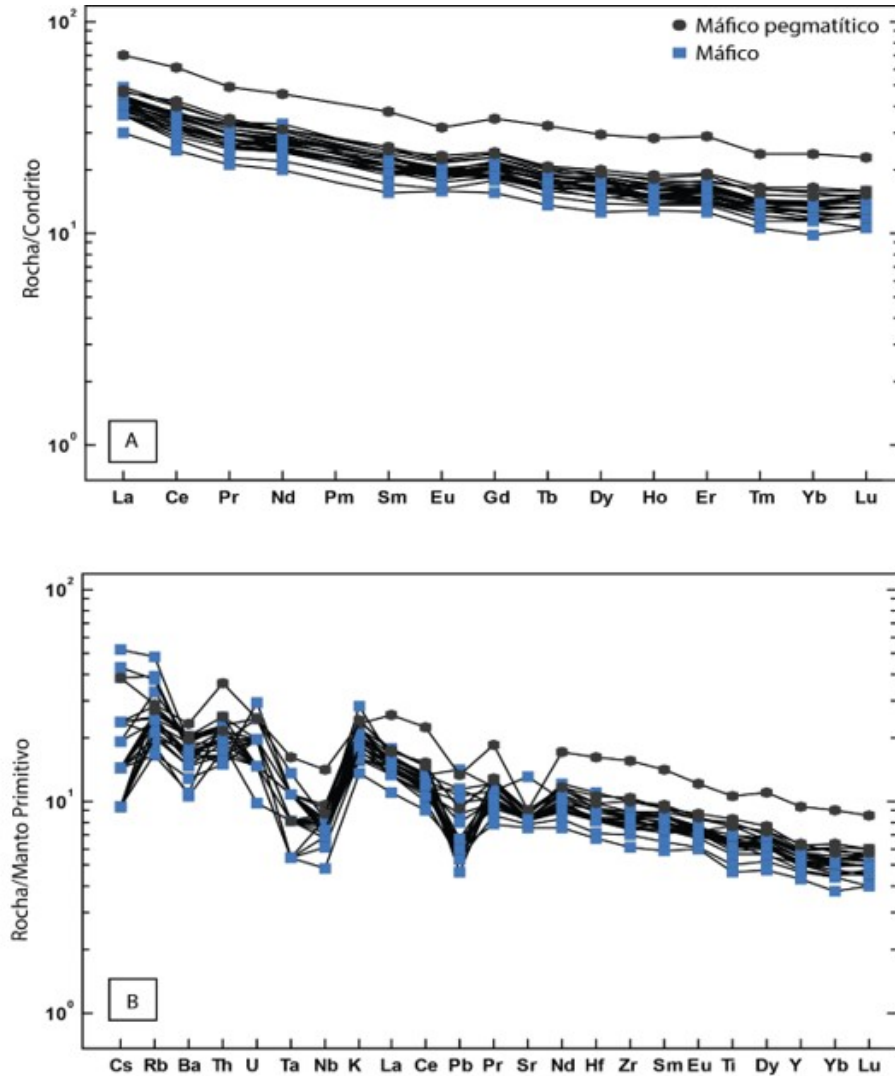 10²
Máfico pegmatítico
Máfico
Rocha/Condrito
10¹
A
10⁰
La Ce Pr Nd Pm Sm Eu Gd Tb Dy Ho Er Tm Yb Lu
10²
Rocha/Manto Primitivo
10¹
B
10⁰
Cs Rb Ba Th U Ta Nb K La Ce Pb Pr Sr Nd Hf Zr Sm Eu Ti Dy Y Yb Lu